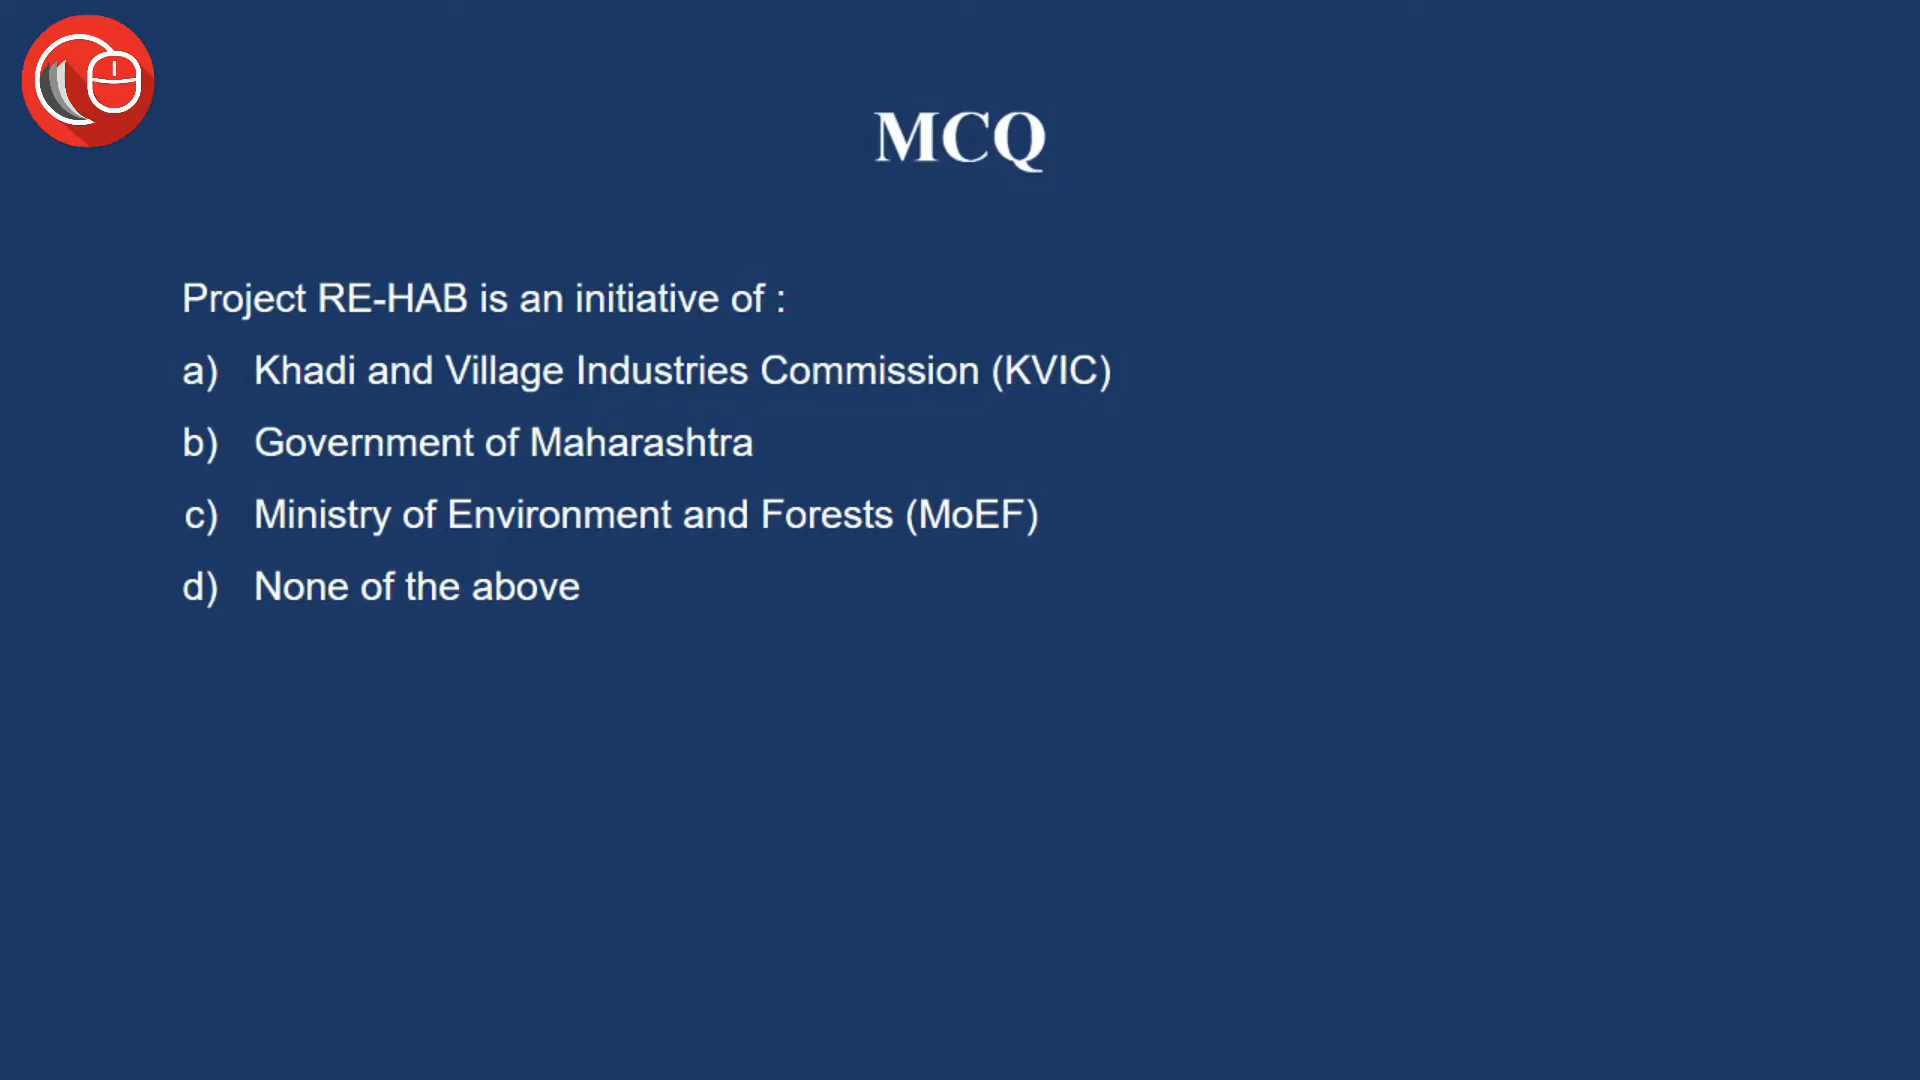 MCQ
Project RE-HAB is an initiative of :
a) Khadi and Village Industries Commission (KVIC)
b) Government of Maharashtra
c) Ministry of Environment and Forests (MoEF)
d) None of the above